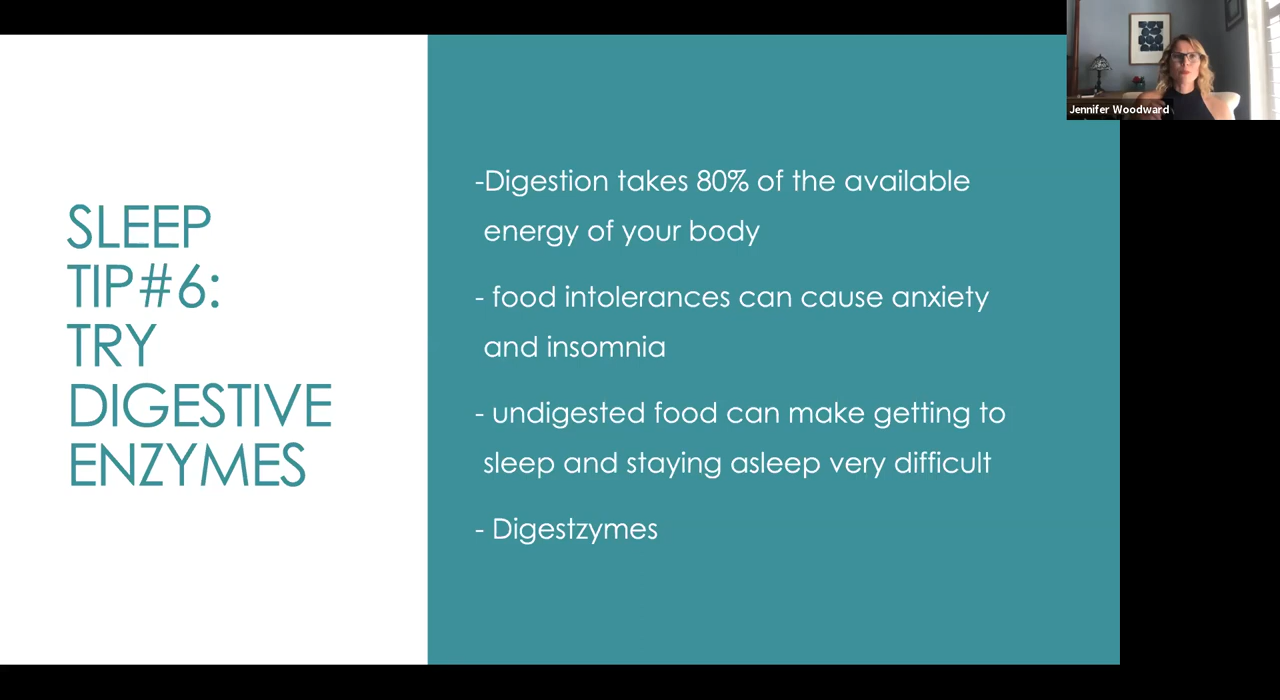 SLEEP
TIP#6:
TRY
DIGESTIVE
ENZYMES
-Digestion takes 80% of the available
energy of your body
- food intolerances can cause anxiety
and insomnia
- undigested food can make getting to
sleep and staying asleep very difficult
- Digestzymes
Jennifer Woodward